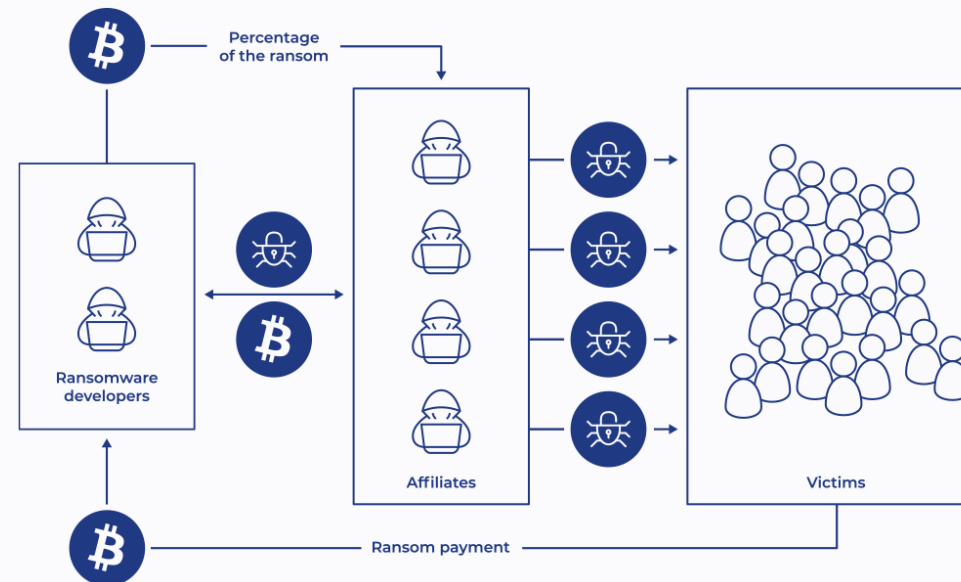 Percentage
of the ransom
Ransomware
developers
Affiliates
Victims
Ransom payment